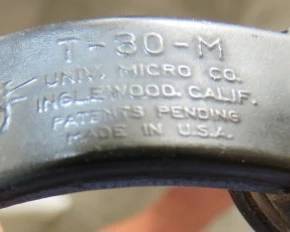 T-30-M
UNIV. MICRO CO.
INGLEWOOD. CALIF.
PATENTS PENDING
MADE IN U.S.A.